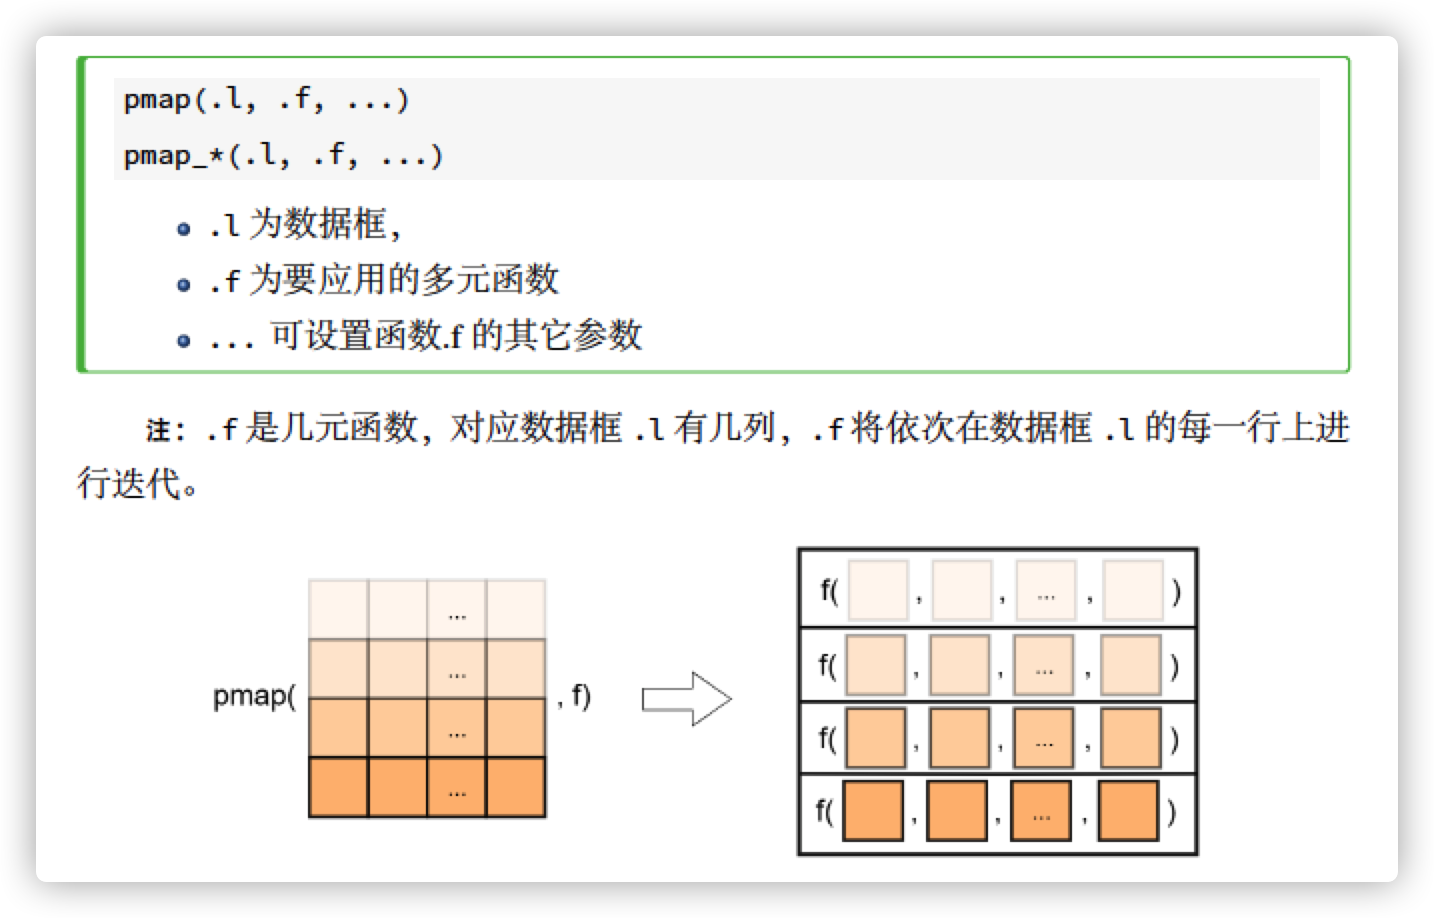 pmap(.l, .f, ...)
pmap_*(.l, .f, ...)
.l 为数据框，
.f 为要应用的多元函数
... 可设置函数.f 的其它参数
注：.f 是几元函数，对应数据框 .l 有几列，.f 将依次在数据框 .l 的每一行上进
行迭代。
pmap( ... ... ... ... , f)
f( , , ... , )
f( , , ... , )
f( , , ... , )
f( , , ... , )